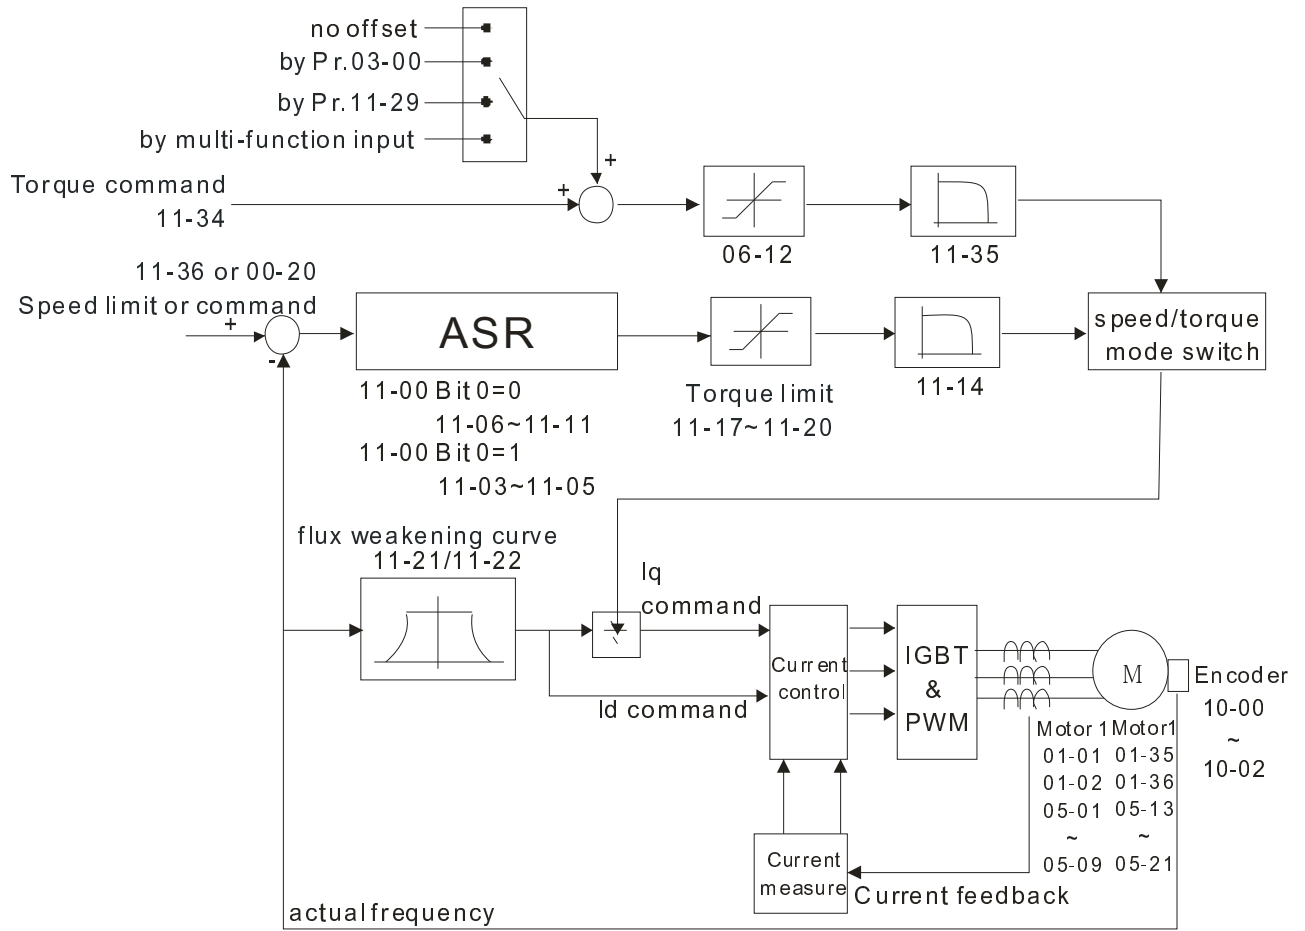 no offset
by Pr.03-00
by Pr.11-29
by multi-function input
+
+
Torque command
11-34
06-12
11-35
11-36 or 00-20
Speed limit or command
+
-
ASR
speed/torque
mode switch
11-00 Bit 0=0
11-06~11-11
11-00 Bit 0=1
11-03~11-05
Torque limit
11-17~11-20
11-14
flux weakening curve
11-21/11-22
Iq
command
Id command
Current
control
IGBT
&
PWM
M
Encoder
10-00
~
10-02
Motor 1
01-01
01-02
05-01
~
05-09
Motor1
01-35
01-36
05-13
~
05-21
Current
measure
Current feedback
actual frequency